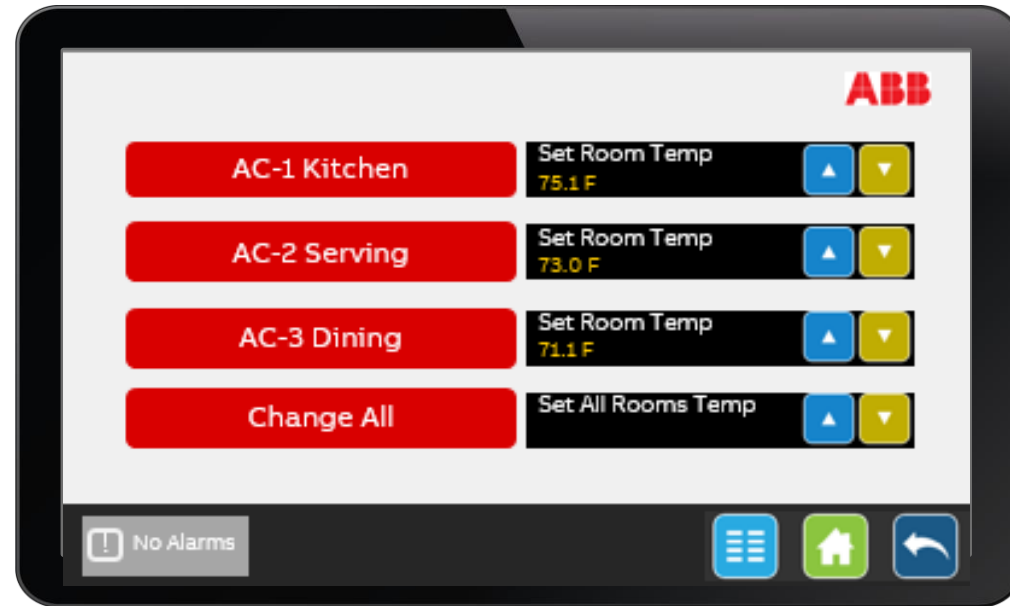 ABB
AC-1 Kitchen
Set Room Temp
75.1 F
AC-2 Serving
Set Room Temp
73.0 F
AC-3 Dining
Set Room Temp
71.1 F
Change All
Set All Rooms Temp
No Alarms